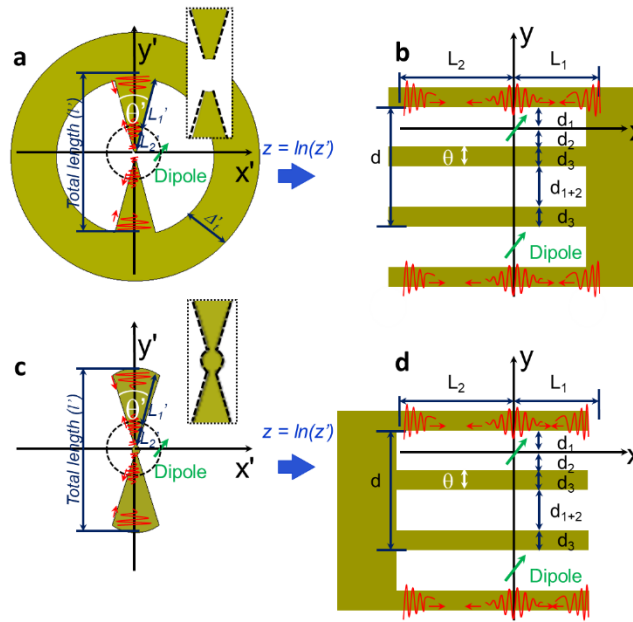 a
y'
θ'
L₁'
L₂'
x'
Dipole
Total length (l')
Δ₁'
z = ln(z')
b
y
L₂
L₁
x
d
d₁
d₂
θ
d₃
d₁₊₂
d₃
Dipole
c
y'
θ'
L₁'
L₂'
x'
Dipole
Total length (l')
z = ln(z')
d
y
L₂
L₁
x
d
d₁
d₂
θ
d₃
d₁₊₂
d₃
Dipole